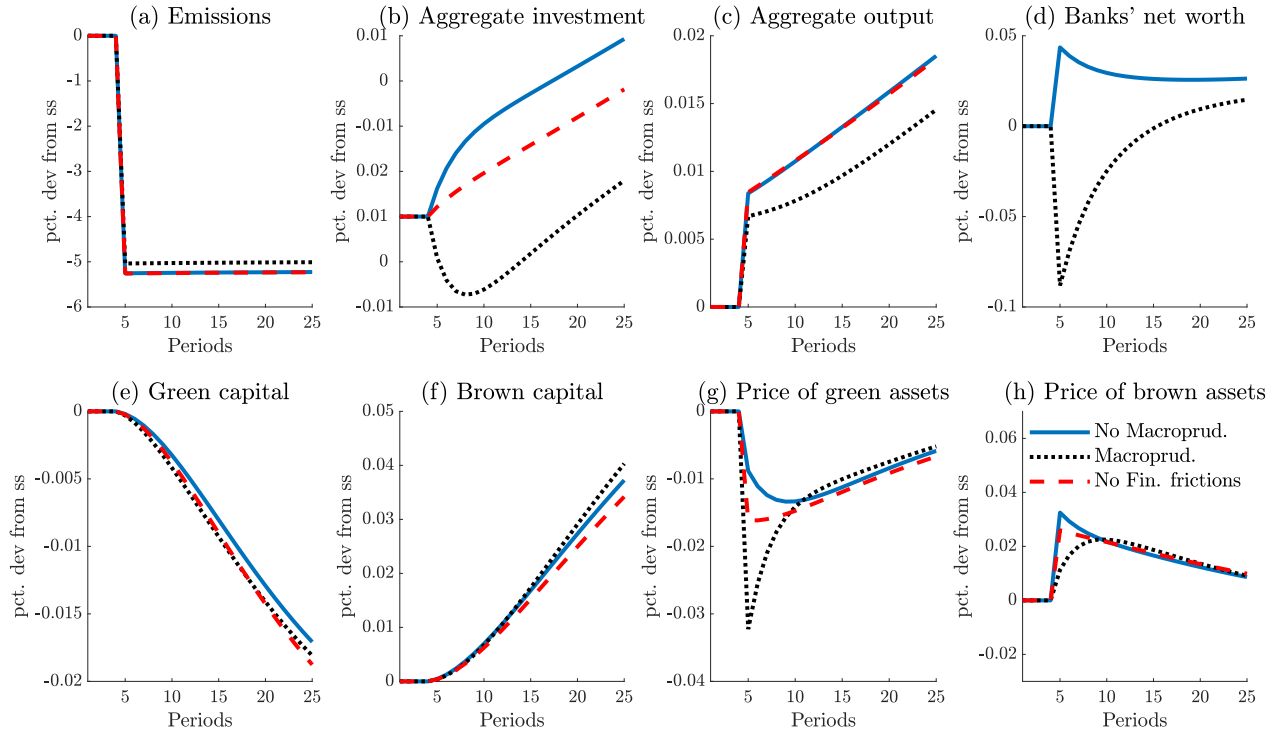 (a) Emissions
pct. dev from ss
0
-1
-2
-3
-4
-5
-6
5 10 15 20 25
Periods
(b) Aggregate investment
pct. dev from ss
0.01
0
-0.01
0.02
0.01
0
-0.01
5 10 15 20 25
Periods
(c) Aggregate output
pct. dev from ss
0.02
0.015
0.01
0.005
0
5 10 15 20 25
Periods
(d) Banks' net worth
pct. dev from ss
0.05
0
-0.05
-0.1
5 10 15 20 25
Periods
(e) Green capital
pct. dev from ss
0
-0.005
-0.01
-0.015
-0.02
5 10 15 20 25
Periods
(f) Brown capital
pct. dev from ss
0.05
0.04
0.03
0.02
0.01
0
5 10 15 20 25
Periods
(g) Price of green assets
pct. dev from ss
0
-0.01
-0.02
-0.03
-0.04
5 10 15 20 25
Periods
(h) Price of brown assets
pct. dev from ss
0.06
0.04
0.02
0
-0.02
5 10 15 20 25
Periods
No Macroprud.
Macroprud.
No Fin. frictions